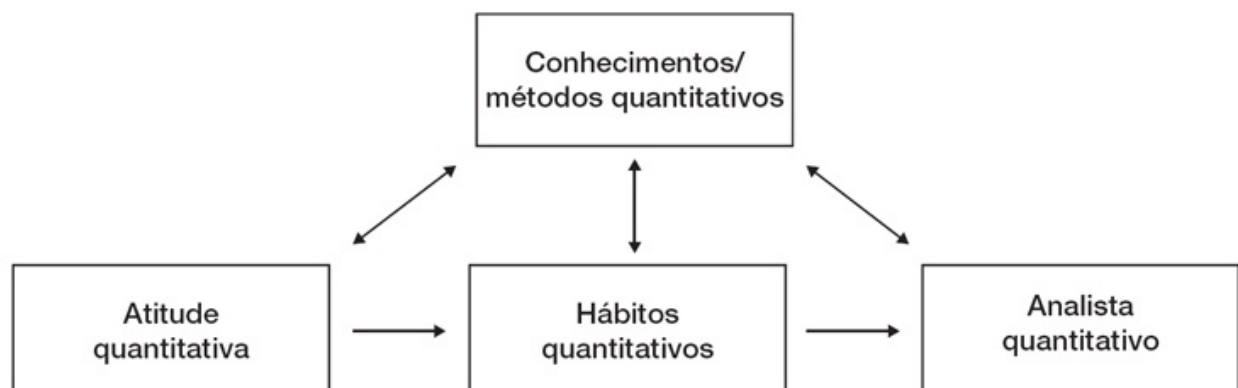 Conhecimentos/
métodos quantitativos
Atitude
quantitativa
Hábitos
quantitativos
Analista
quantitativo